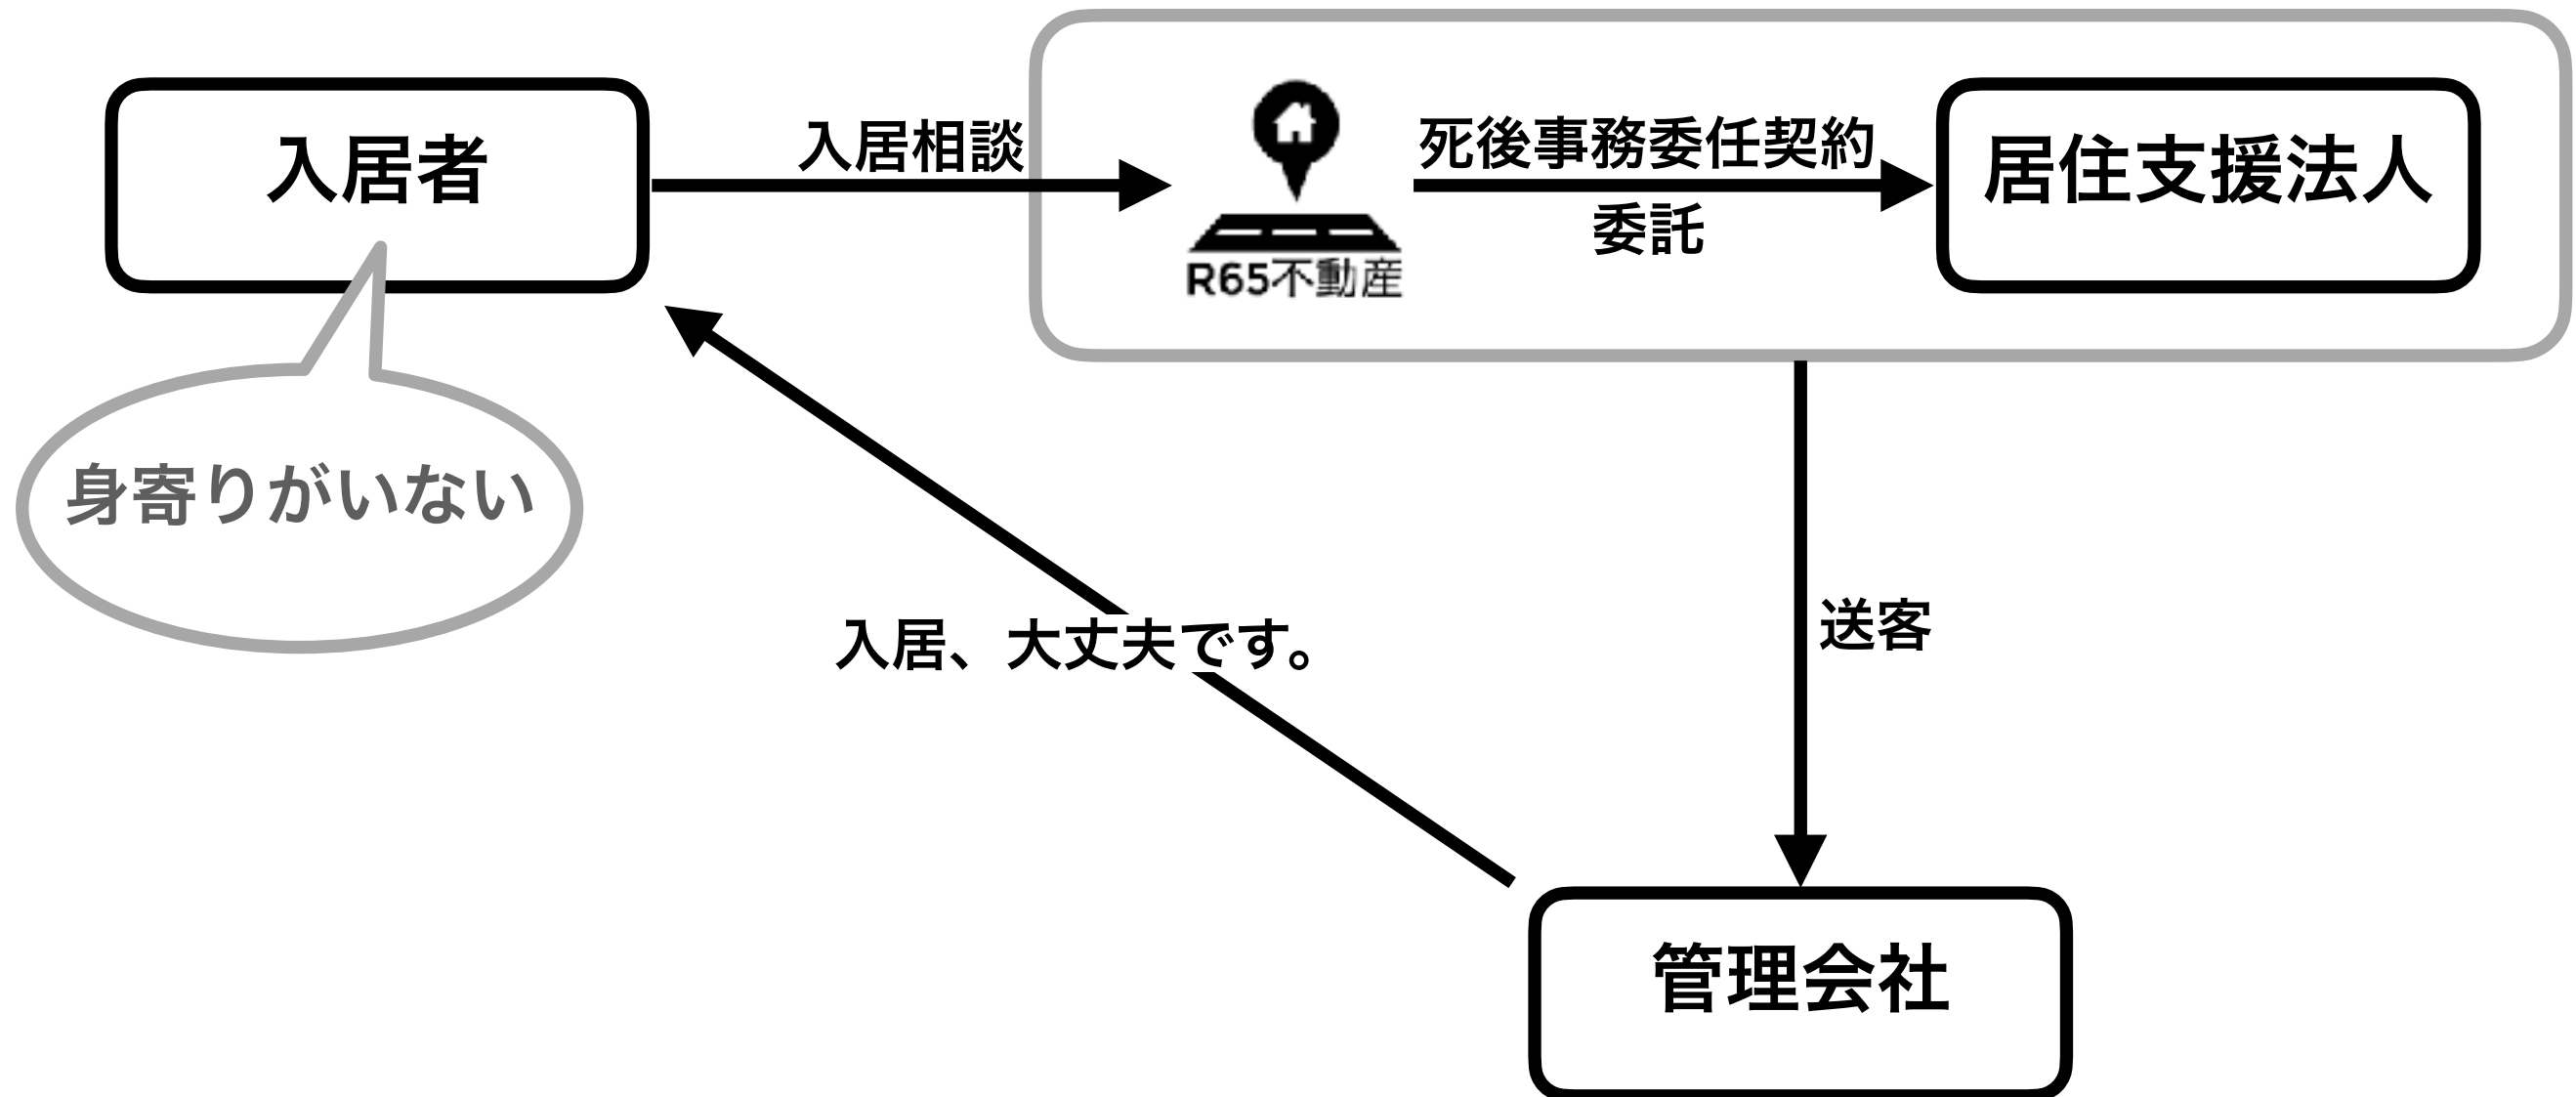 入居者
入居相談
R65不動産
死後事務委任契約
委託
居住支援法人
身寄りがいない
入居、大丈夫です。
送客
管理会社